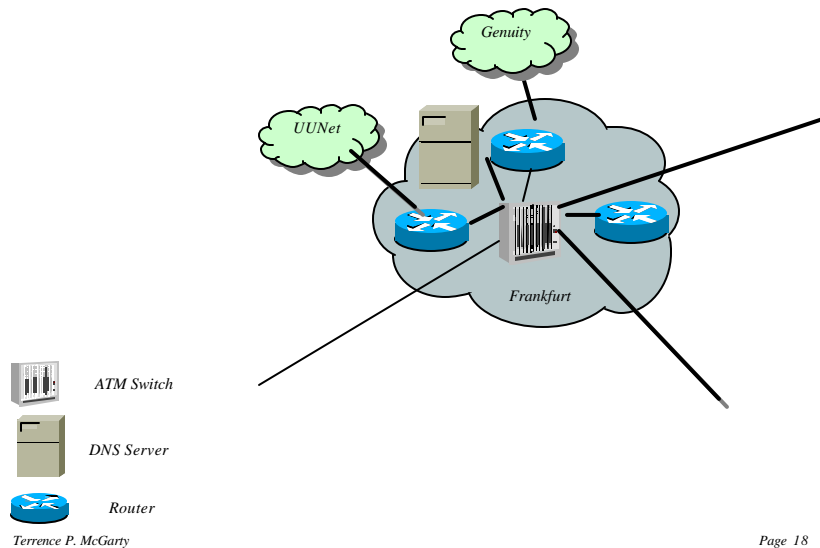 Genuity
UUNet
Frankfurt
ATM Switch
DNS Server
Router
Terrence P. McGarty
Page 18